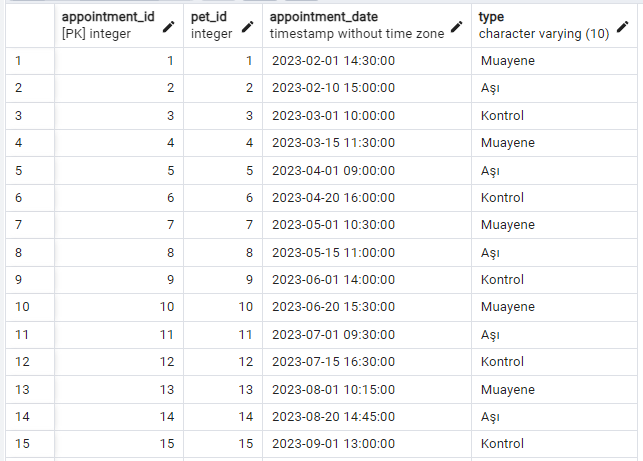 appointment_id pet_id appointment_date type
[PK] integer integer timestamp without time zone character varying (10)
1 1 1 2023-02-01 14:30:00 Muayene
2 2 2 2023-02-10 15:00:00 Aşı
3 3 3 2023-03-01 10:00:00 Kontrol
4 4 4 2023-03-15 11:30:00 Muayene
5 5 5 2023-04-01 09:00:00 Aşı
6 6 6 2023-04-20 16:00:00 Kontrol
7 7 7 2023-05-01 10:30:00 Muayene
8 8 8 2023-05-15 11:00:00 Aşı
9 9 9 2023-06-01 14:00:00 Kontrol
10 10 10 2023-06-20 15:30:00 Muayene
11 11 11 2023-07-01 09:30:00 Aşı
12 12 12 2023-07-15 16:30:00 Kontrol
13 13 13 2023-08-01 10:15:00 Muayene
14 14 14 2023-08-20 14:45:00 Aşı
15 15 15 2023-09-01 13:00:00 Kontrol